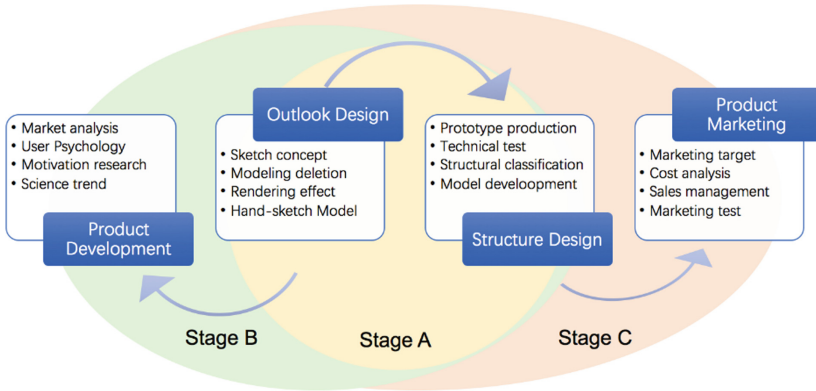 • Market analysis
• User Psychology
• Motivation research
• Science trend
Product
Development
Outlook Design
• Sketch concept
• Modeling deletion
• Rendering effect
• Hand-sketch Model
• Prototype production
• Technical test
• Structural classification
• Model develoopment
Structure Design
Product
Marketing
• Marketing target
• Cost analysis
• Sales management
• Marketing test
Stage B
Stage A
Stage C